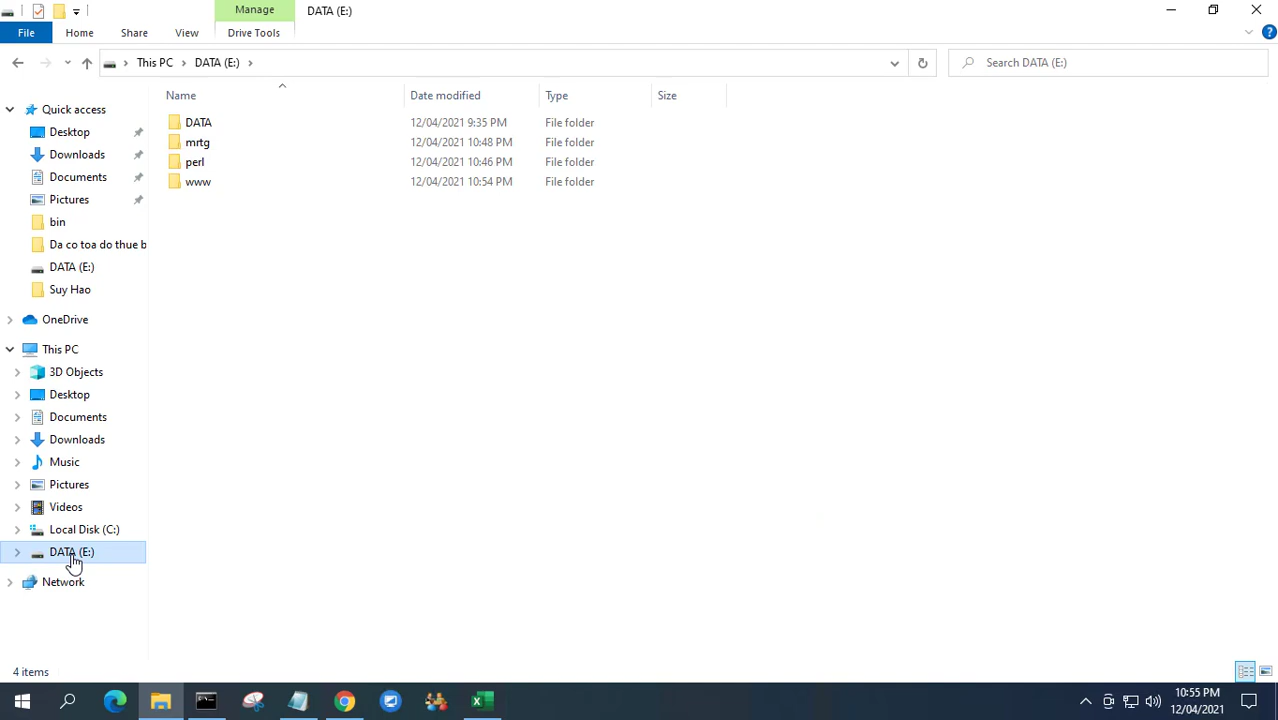 Manage
DATA (E:)
File
Home
Share
View
Drive Tools
This PC
DATA (E:)
Search DATA (E:)
Name
Date modified
Type
Size
DATA
12/04/2021 9:35 PM
File folder
mrtg
12/04/2021 10:48 PM
File folder
perl
12/04/2021 10:46 PM
File folder
www
12/04/2021 10:54 PM
File folder
Quick access
Desktop
Downloads
Documents
Pictures
bin
Da co toa do thue b
DATA (E:)
Suy Hao
OneDrive
This PC
3D Objects
Desktop
Documents
Downloads
Music
Pictures
Videos
Local Disk (C:)
DATA (E:)
Network
4 items
10:55 PM
12/04/2021